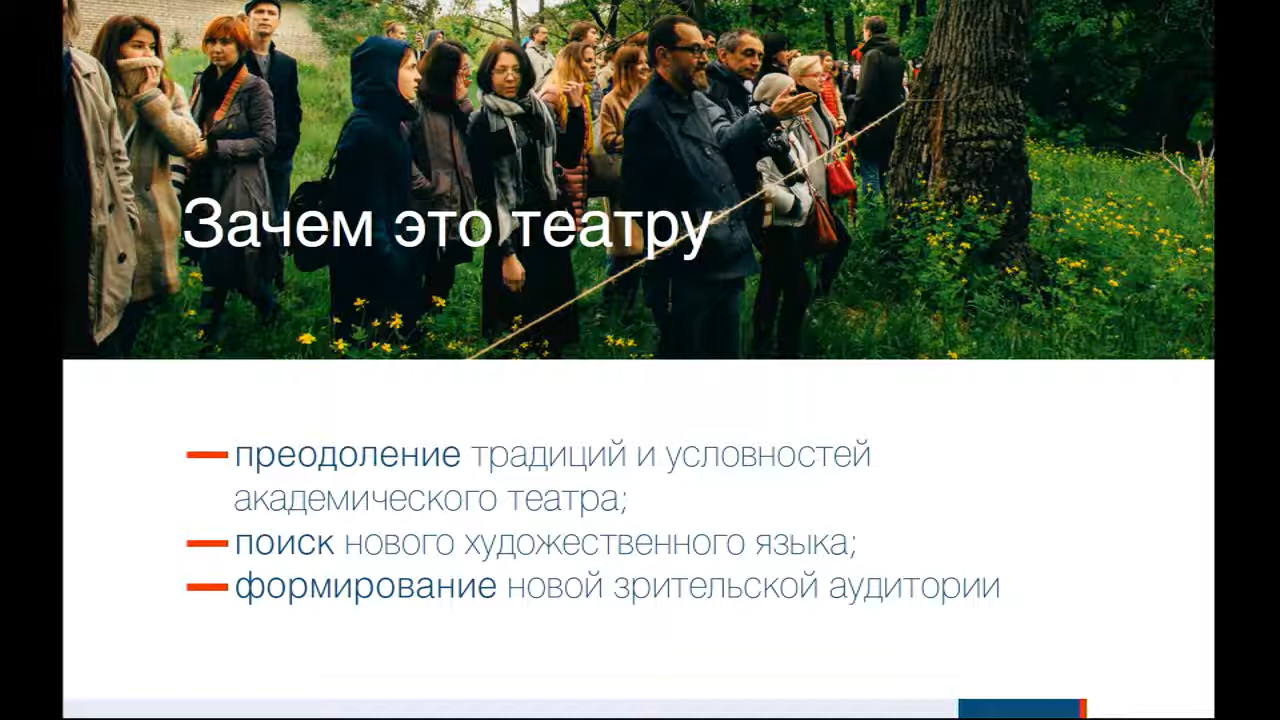 Зачем это театру
преодоление традиций и условностей
академического театра;
поиск нового художественного языка;
формирование новой зрительской аудитории